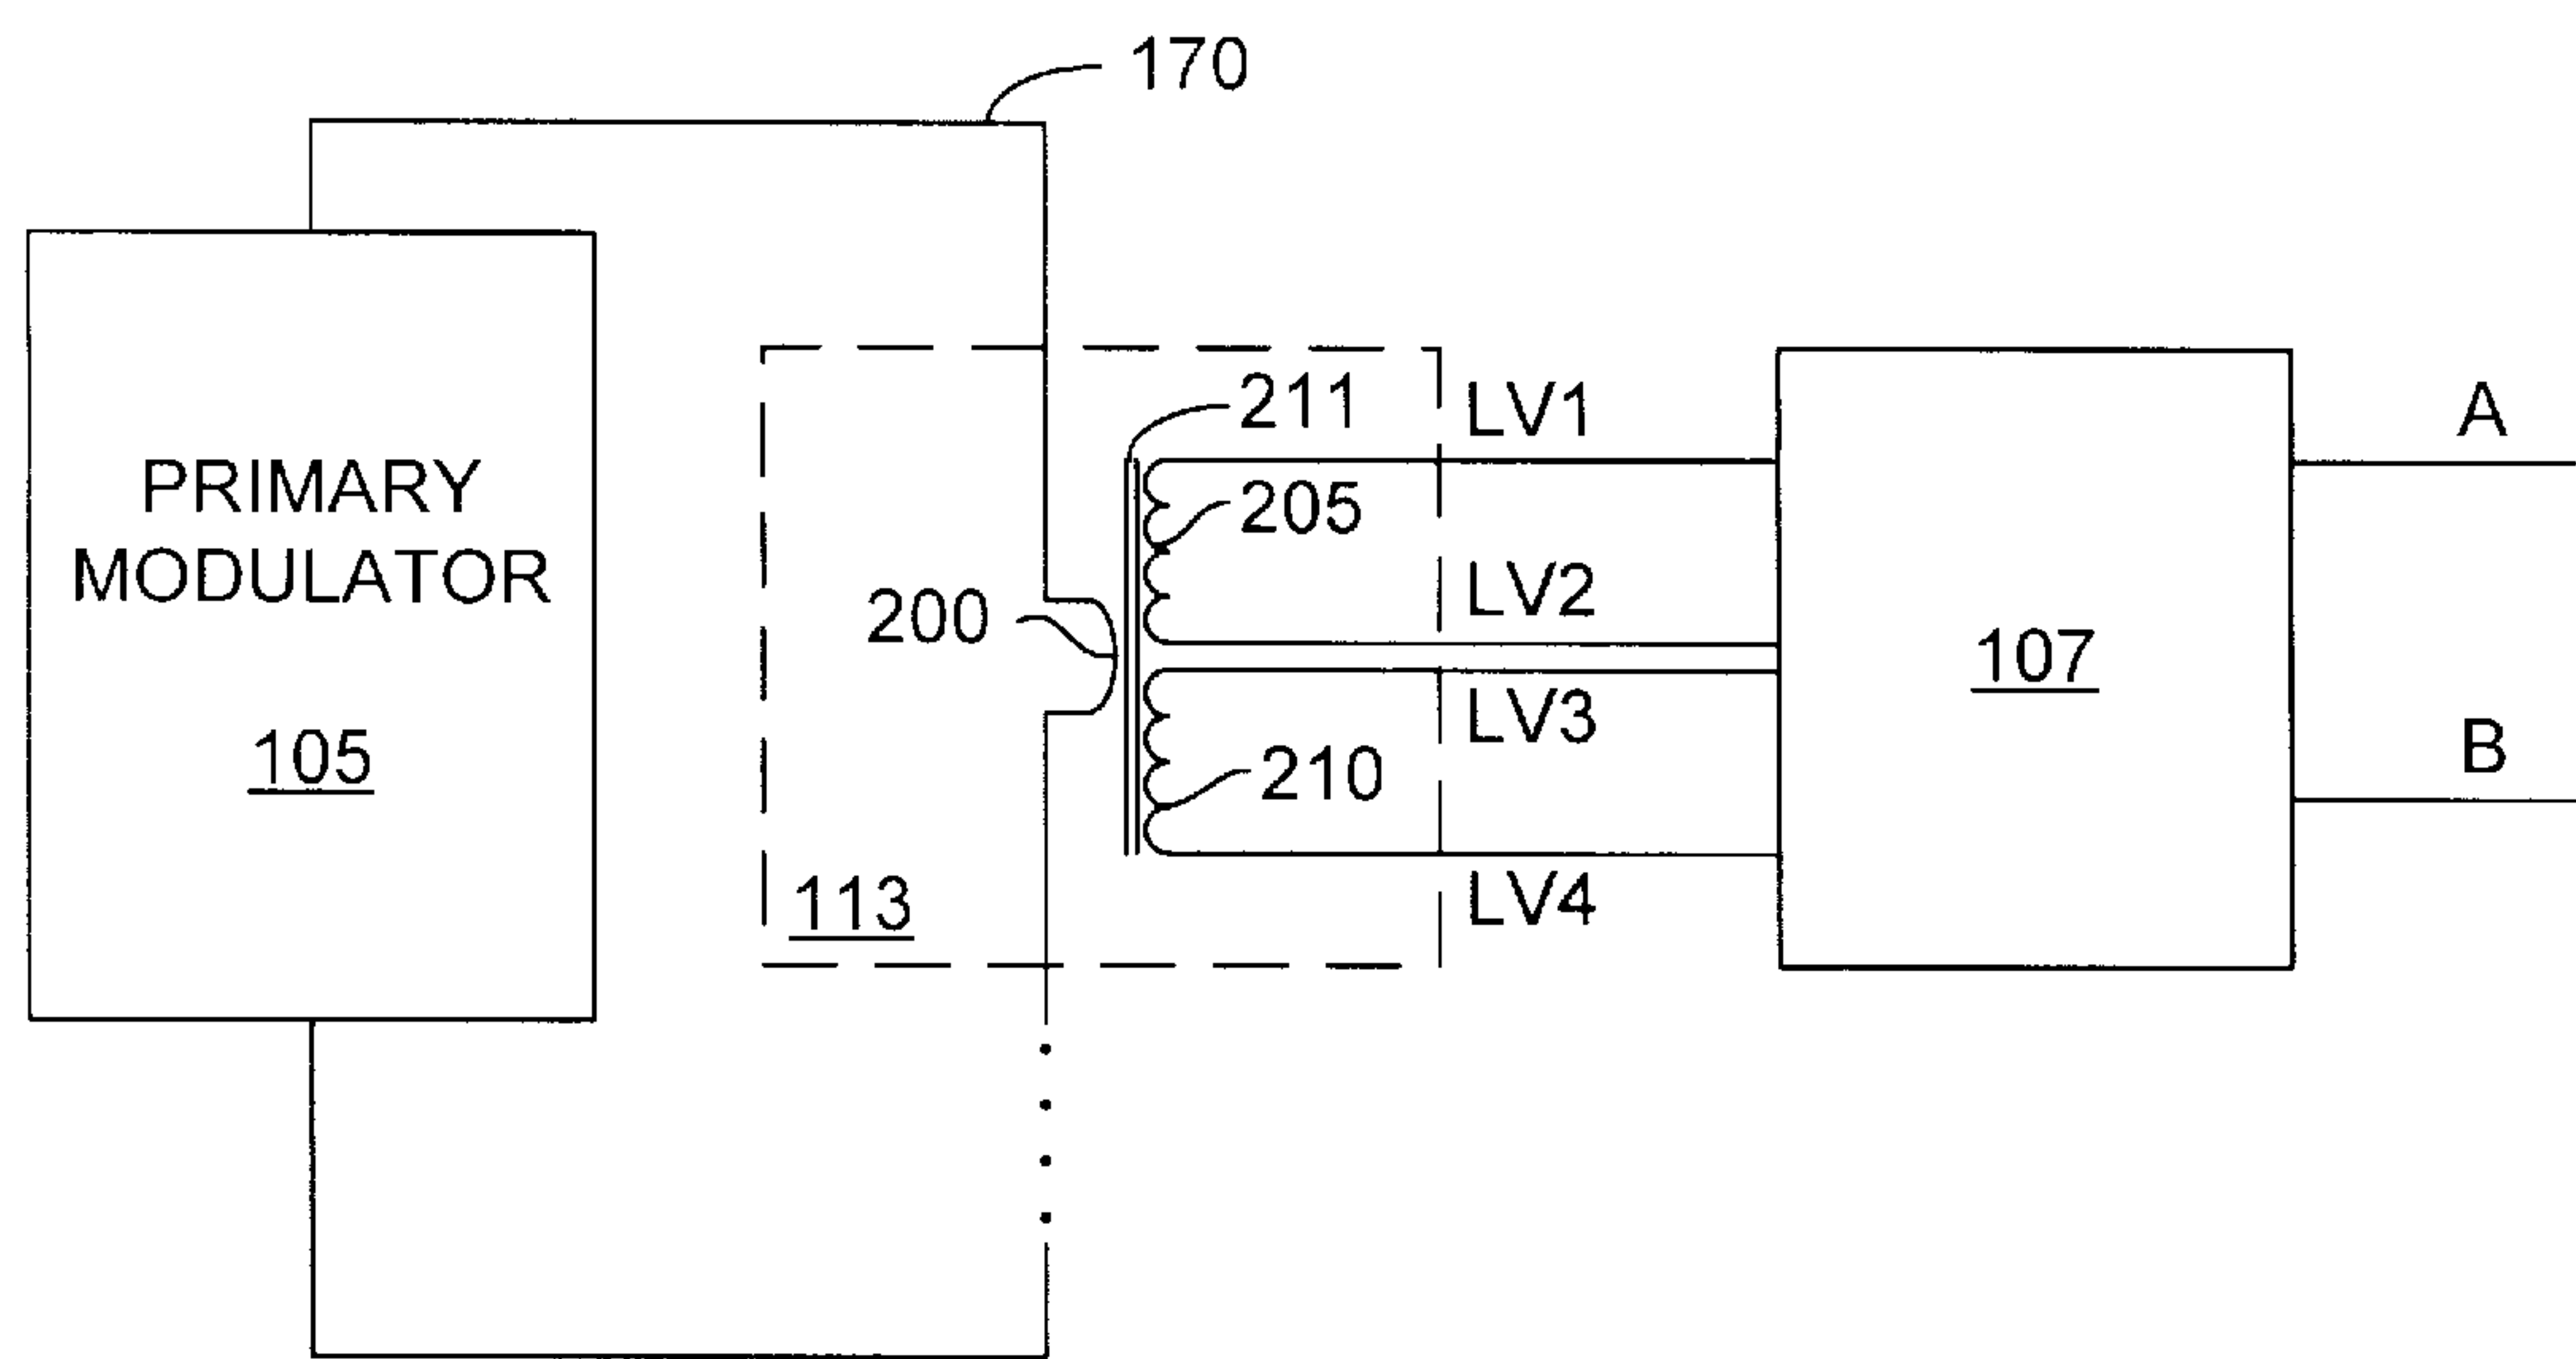 170
211
LV1
A
PRIMARY
MODULATOR
205
200
LV2
107
LV3
B
105
210
113
LV4